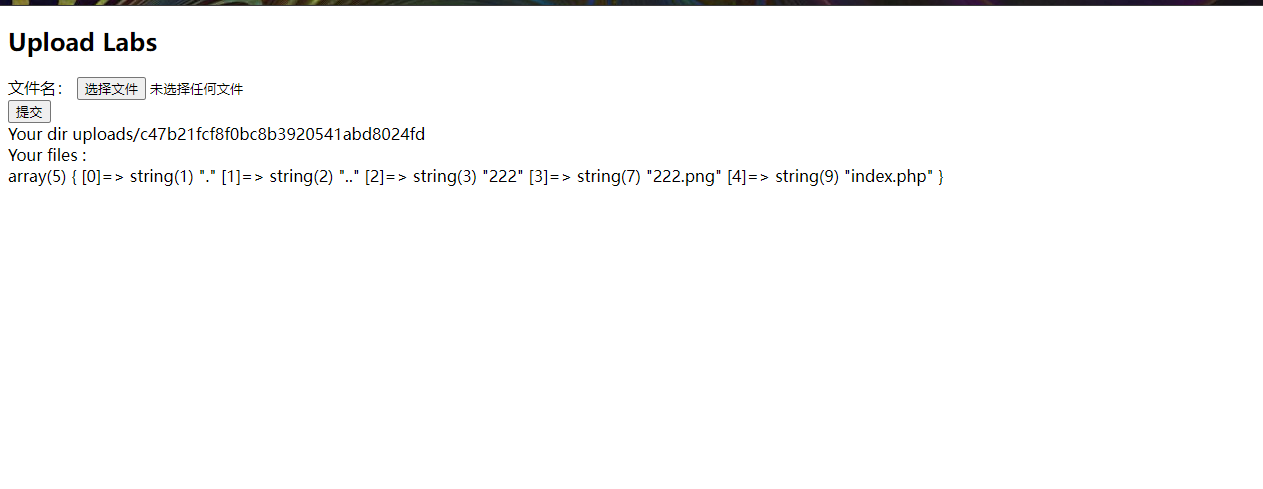 Upload Labs
文件名： 选择文件 未选择任何文件
提交
Your dir uploads/c47b21fcf8f0bc8b3920541abd8024fd
Your files :
array(5) { [0]=> string(1) "." [1]=> string(2) ".." [2]=> string(3) "222" [3]=> string(7) "222.png" [4]=> string(9) "index.php" }